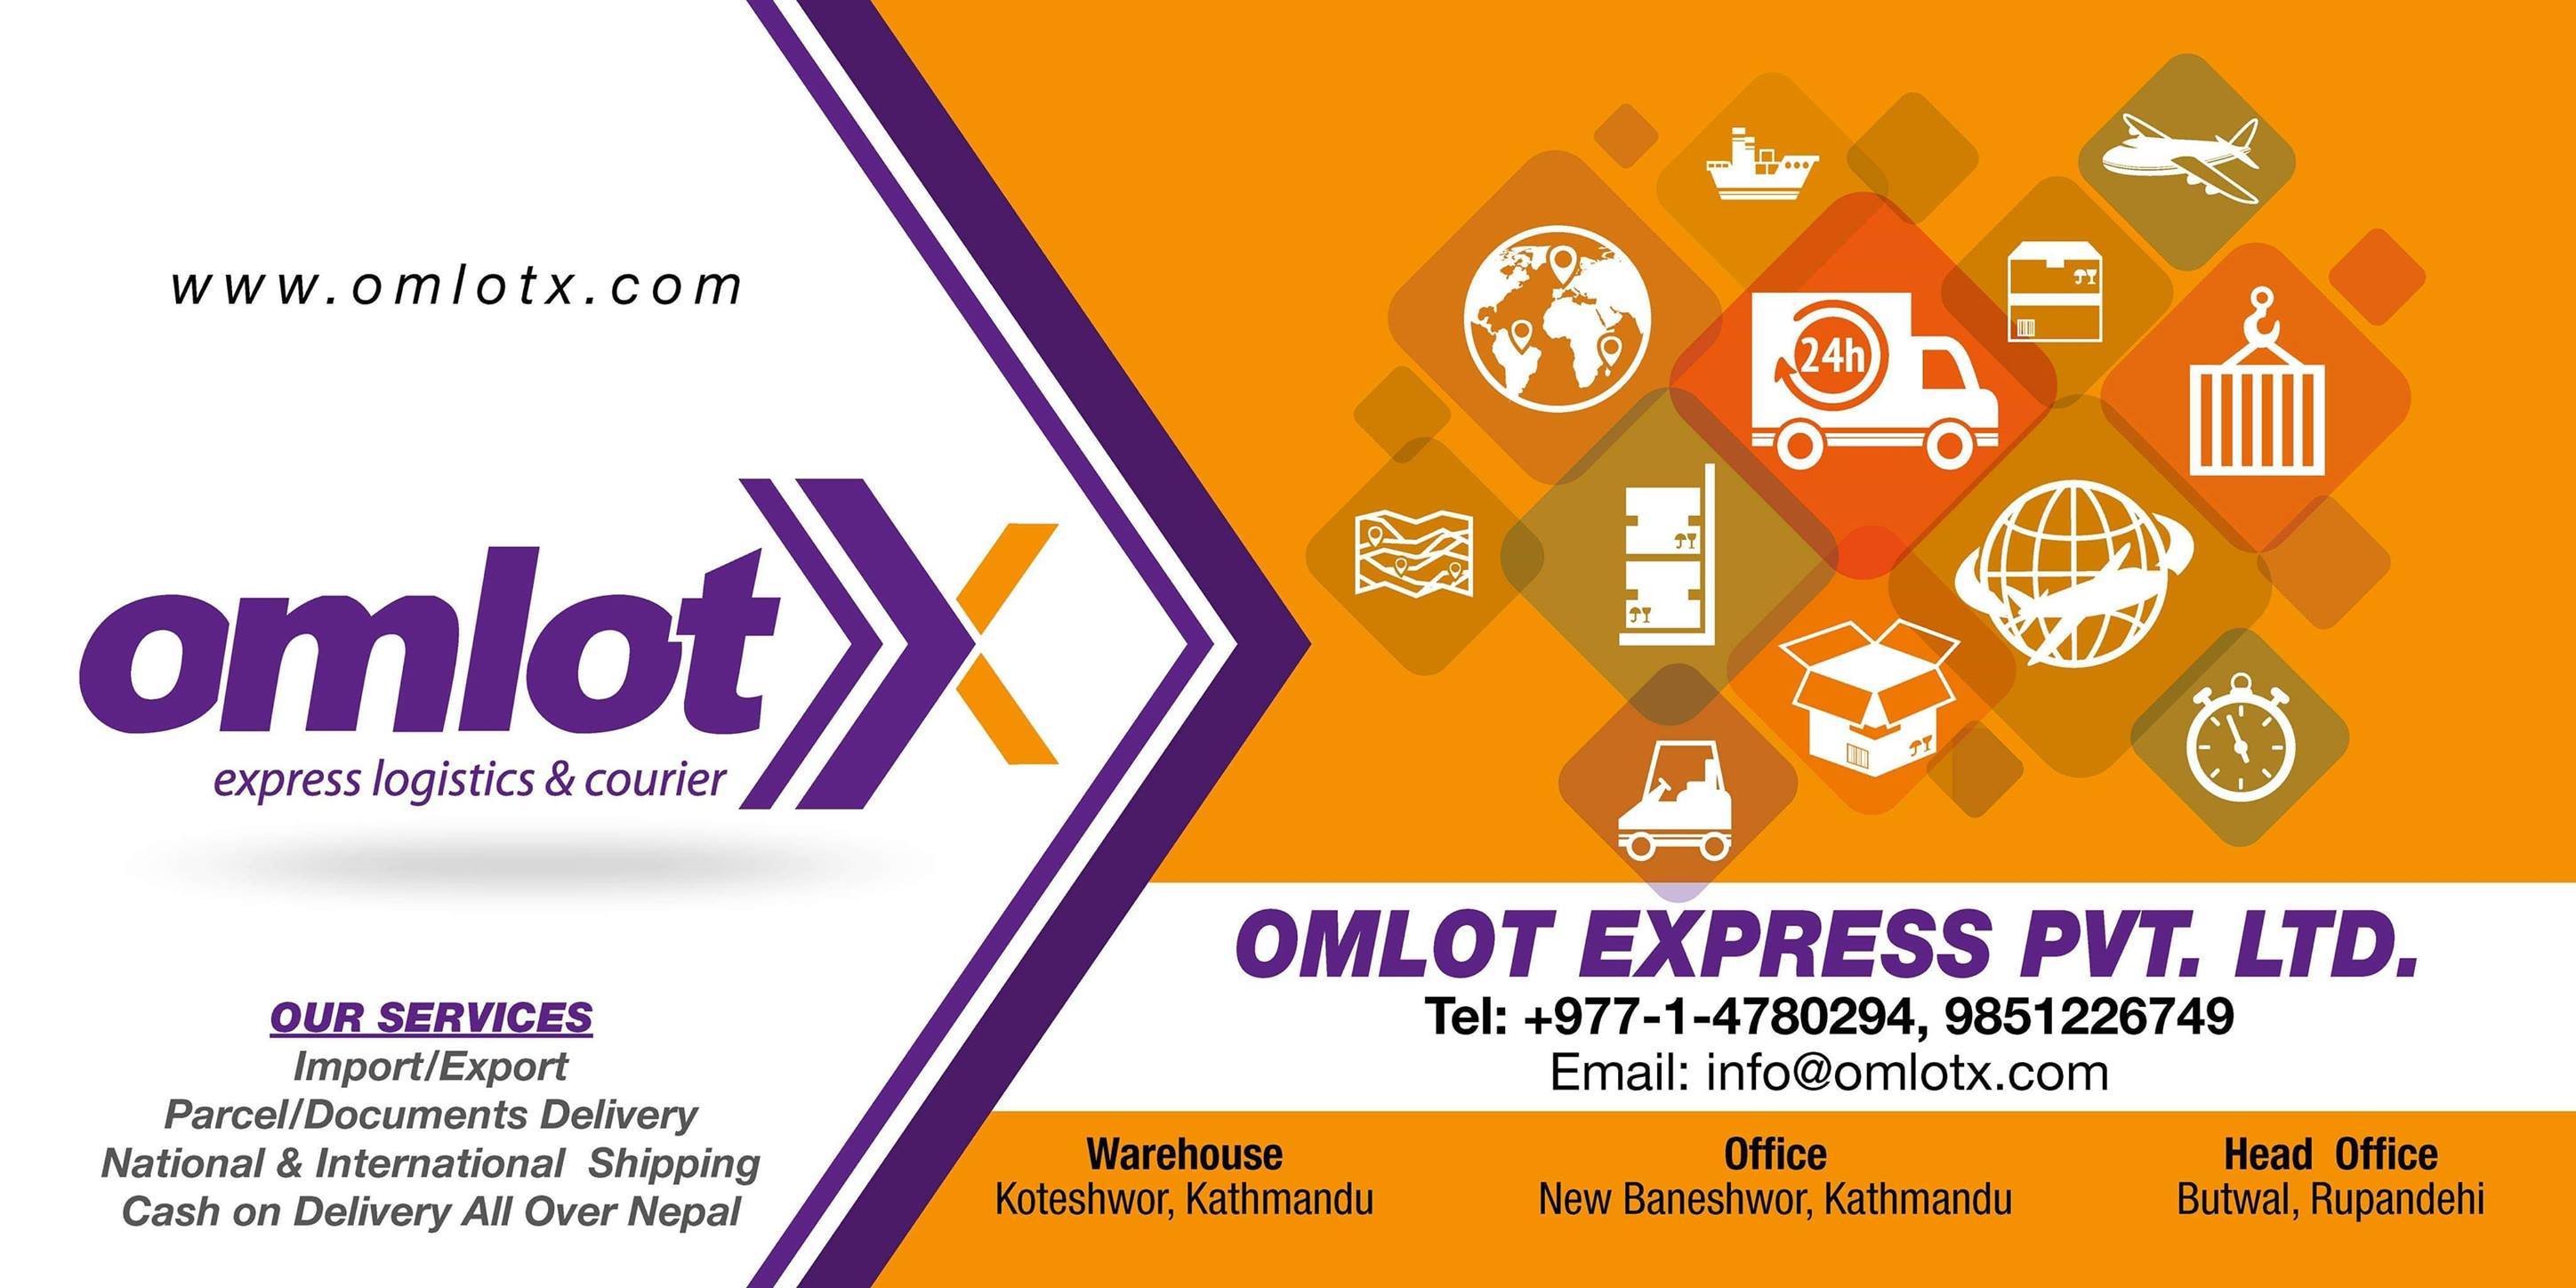 www.omlotx.com
omlotX
express logistics & courier
OUR SERVICES
Import/Export
Parcel/Documents Delivery
National & International Shipping
Cash on Delivery All Over Nepal
24h
OMLOT EXPRESS PVT. LTD.
Tel: +977-1-4780294, 9851226749
Email: info@omlotx.com
Warehouse
Koteshwor, Kathmandu
Office
New Baneshwor, Kathmandu
Head Office
Butwal, Rupandehi